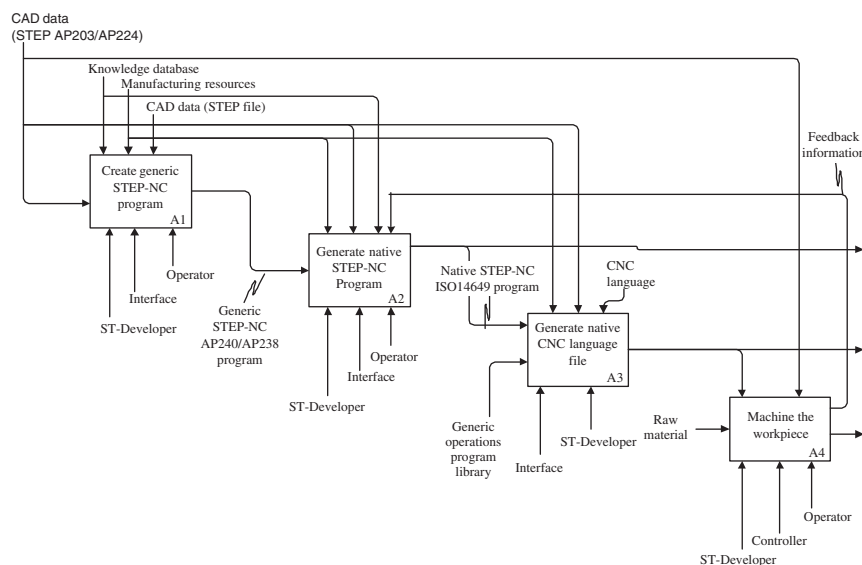 CAD data
(STEP AP203/AP224)
Knowledge database
Manufacturing resources
CAD data (STEP file)
Feedback
information
Create generic
STEP-NC
program
A1
Operator
Interface
ST-Developer
Generic
STEP-NC
AP240/AP238
program
Generate native
STEP-NC
Program
A2
Operator
Interface
ST-Developer
Native STEP-NC
ISO14649 program
CNC
language
Generate native
CNC language
file
A3
Generic
operations
program
library
Interface
ST-Developer
Raw
material
Machine the
workpiece
A4
Operator
Controller
ST-Developer